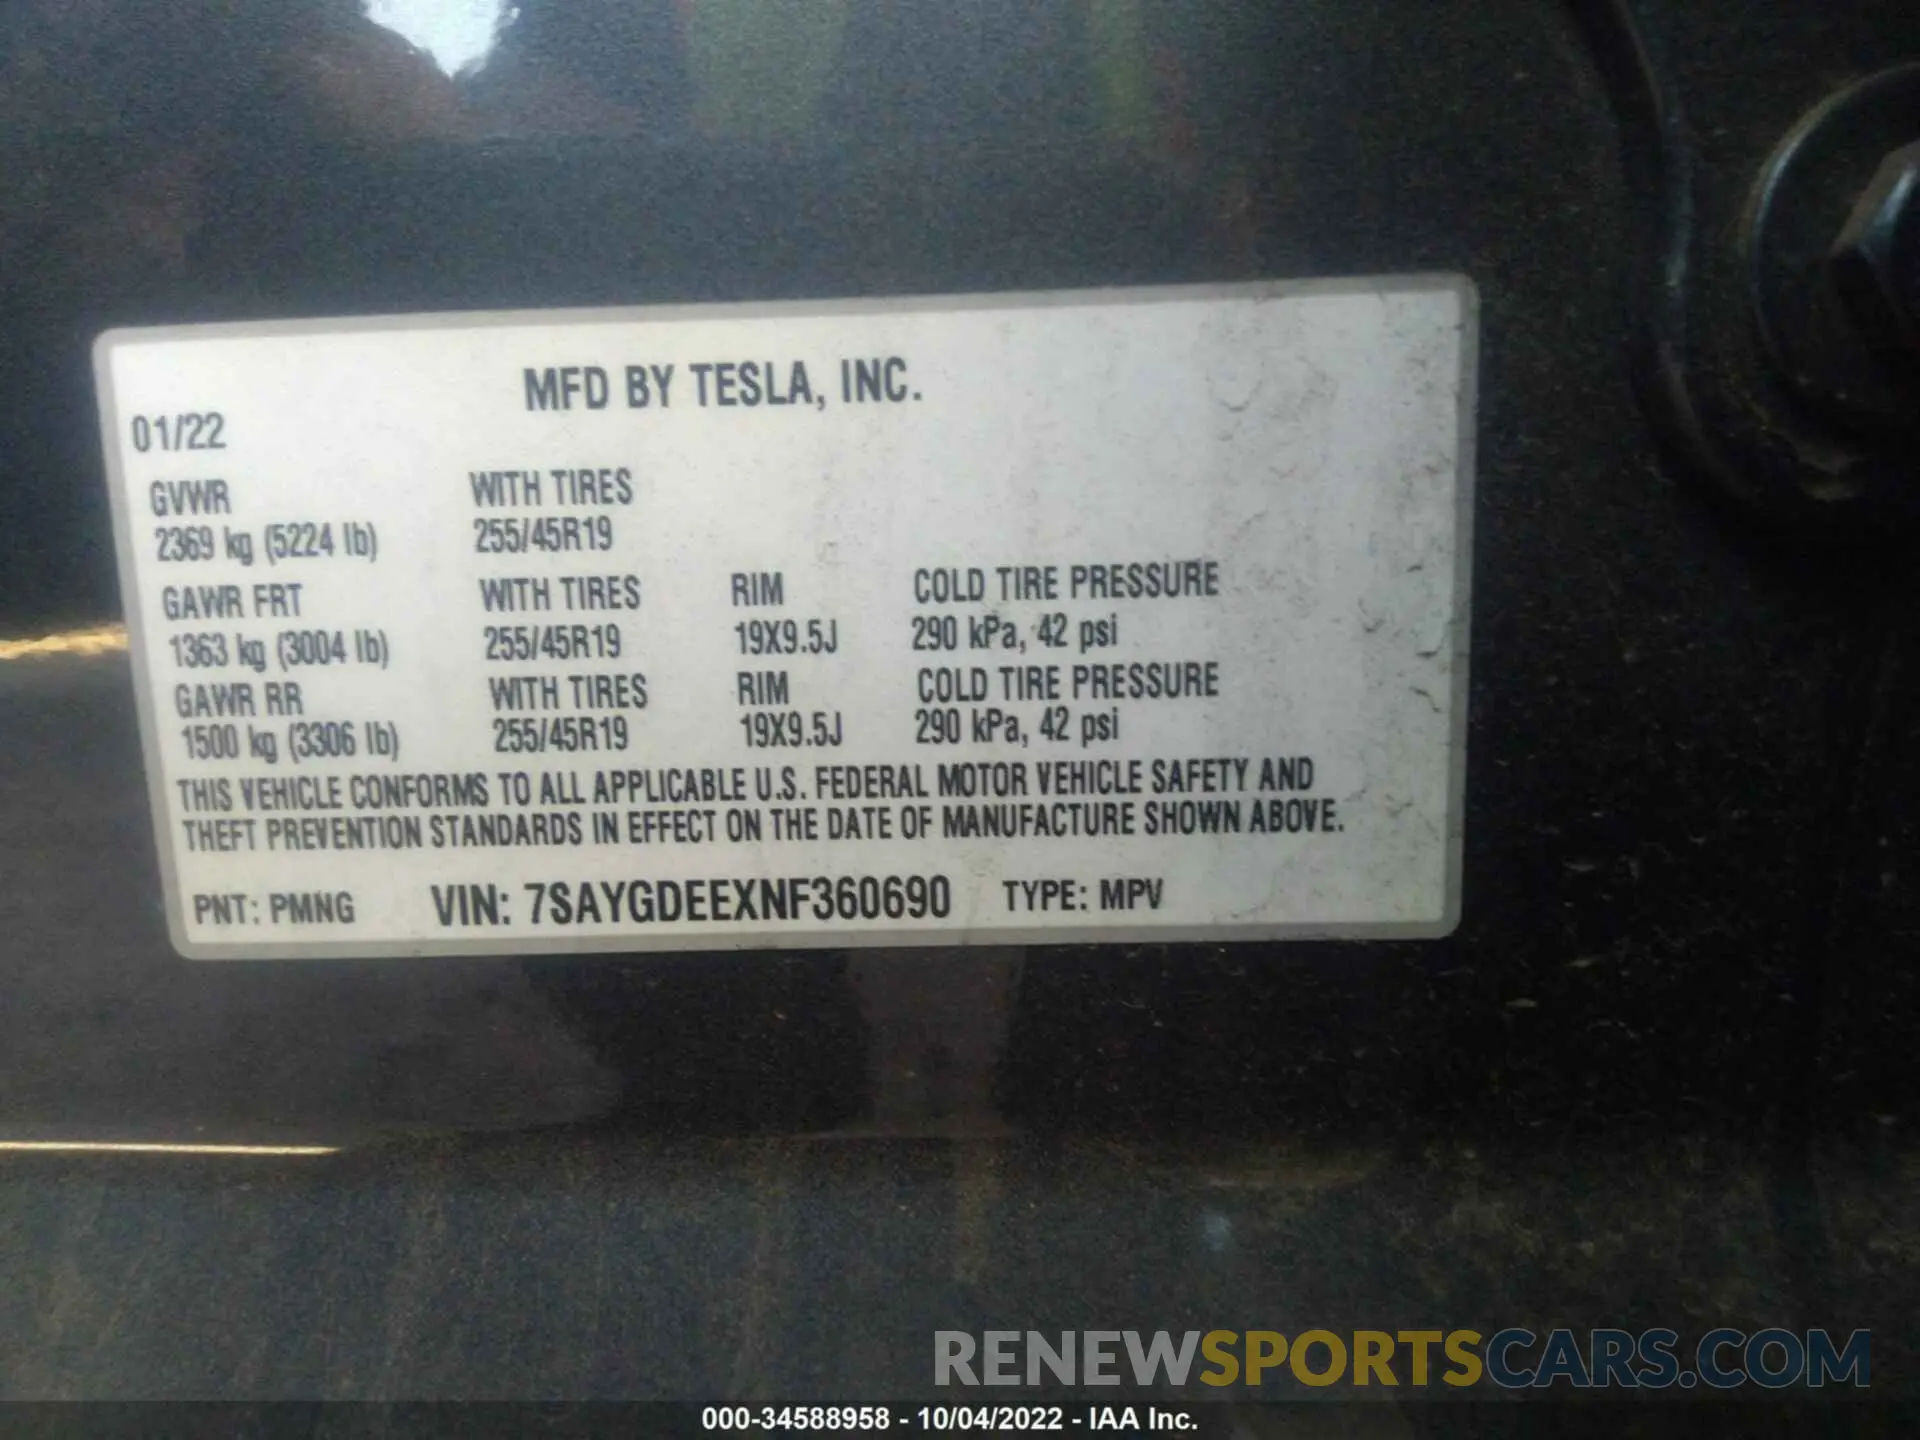 MFD BY TESLA, INC.
01/22
GVWR WITH TIRES
2369 kg (5224 lb) 255/45R19
GAWR FRT WITH TIRES RIM COLD TIRE PRESSURE
1363 kg (3004 lb) 255/45R19 19X9.5J 290 kPa, 42 psi
GAWR RR WITH TIRES RIM COLD TIRE PRESSURE
1500 kg (3306 lb) 255/45R19 19X9.5J 290 kPa, 42 psi
THIS VEHICLE CONFORMS TO ALL APPLICABLE U.S. FEDERAL MOTOR VEHICLE SAFETY AND
THEFT PREVENTION STANDARDS IN EFFECT ON THE DATE OF MANUFACTURE SHOWN ABOVE.
PNT: PMNG VIN: 7SAYGDEEXNF360690 TYPE: MPV
RENEWSPORTSCARS.COM
000-34588958 - 10/04/2022 - IAA Inc.